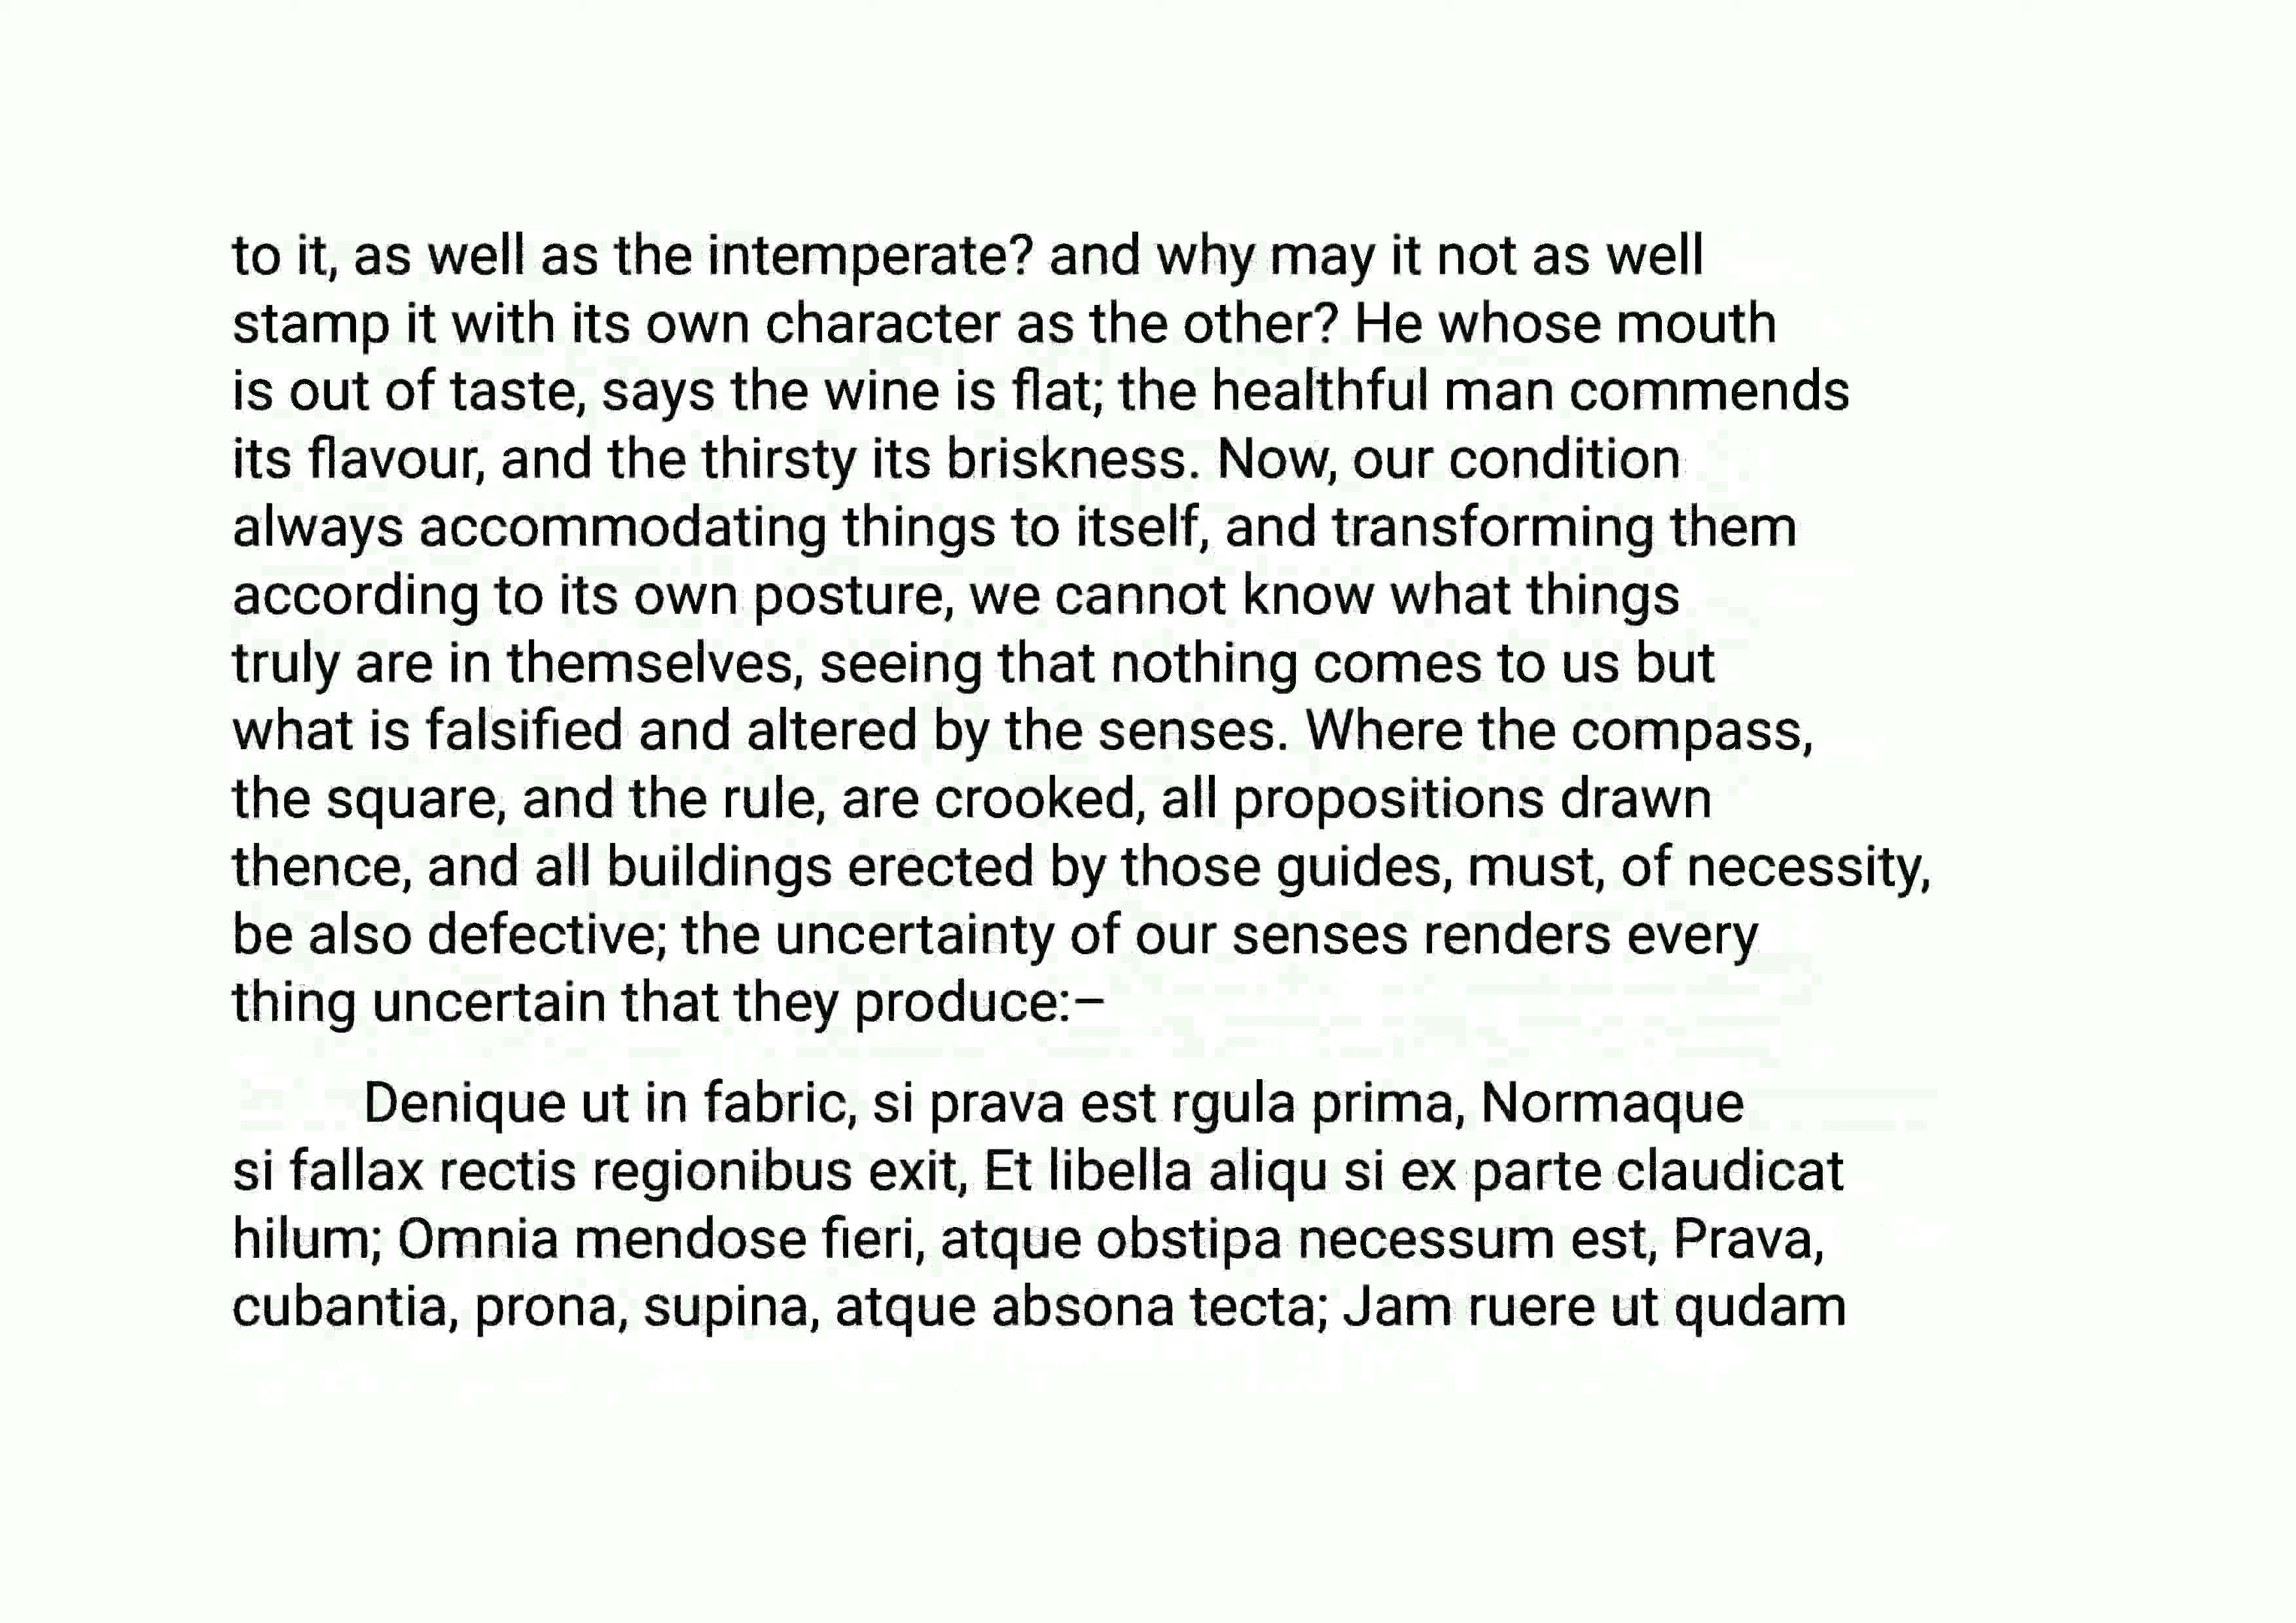 to it, as well as the intemperate? and why may it not as well
stamp it with its own character as the other? He whose mouth
is out of taste, says the wine is flat; the healthful man commends
its flavour, and the thirsty its briskness. Now, our condition
always accommodating things to itself, and transforming them
according to its own posture, we cannot know what things
truly are in themselves, seeing that nothing comes to us but
what is falsified and altered by the senses. Where the compass,
the square, and the rule, are crooked, all propositions drawn
thence, and all buildings erected by those guides, must, of necessity,
be also defective; the uncertainty of our senses renders every
thing uncertain that they produce:–
Denique ut in fabric, si prava est rgula prima, Normaque
si fallax rectis regionibus exit, Et libella aliqu si ex parte claudicat
hilum; Omnia mendose fieri, atque obstipa necessum est, Prava,
cubantia, prona, supina, atque absona tecta; Jam ruere ut qudam